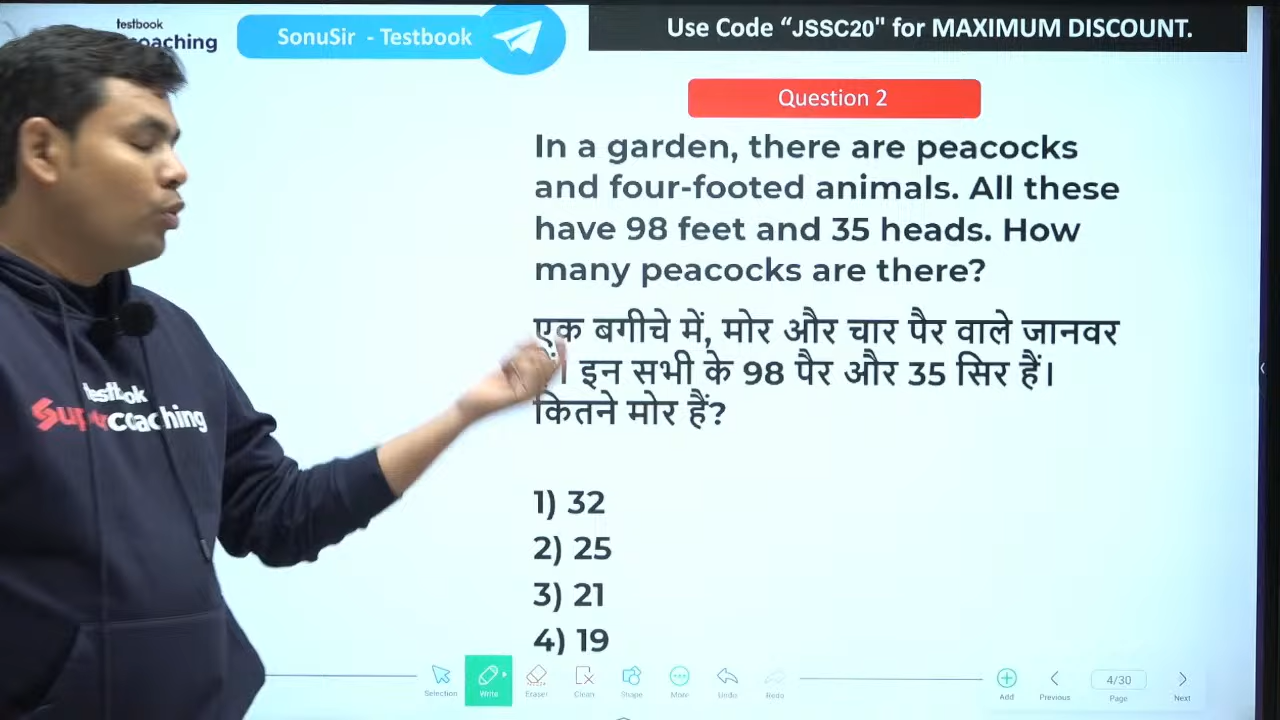 testbook
coaching
SonuSir - Testbook
Use Code “JSSC20" for MAXIMUM DISCOUNT.
Question 2
In a garden, there are peacocks
and four-footed animals. All these
have 98 feet and 35 heads. How
many peacocks are there?
एक बगीचे में, मोर और चार पैर वाले जानवर
। इन सभी के 98 पैर और 35 सिर हैं।
कितने मोर हैं?
1) 32
2) 25
3) 21
4) 19
testbook
Supercoaching
Selection
Write
Eraser
Clean
Shape
More
Undo
Redo
Add
Previous
4/30
Page
Next